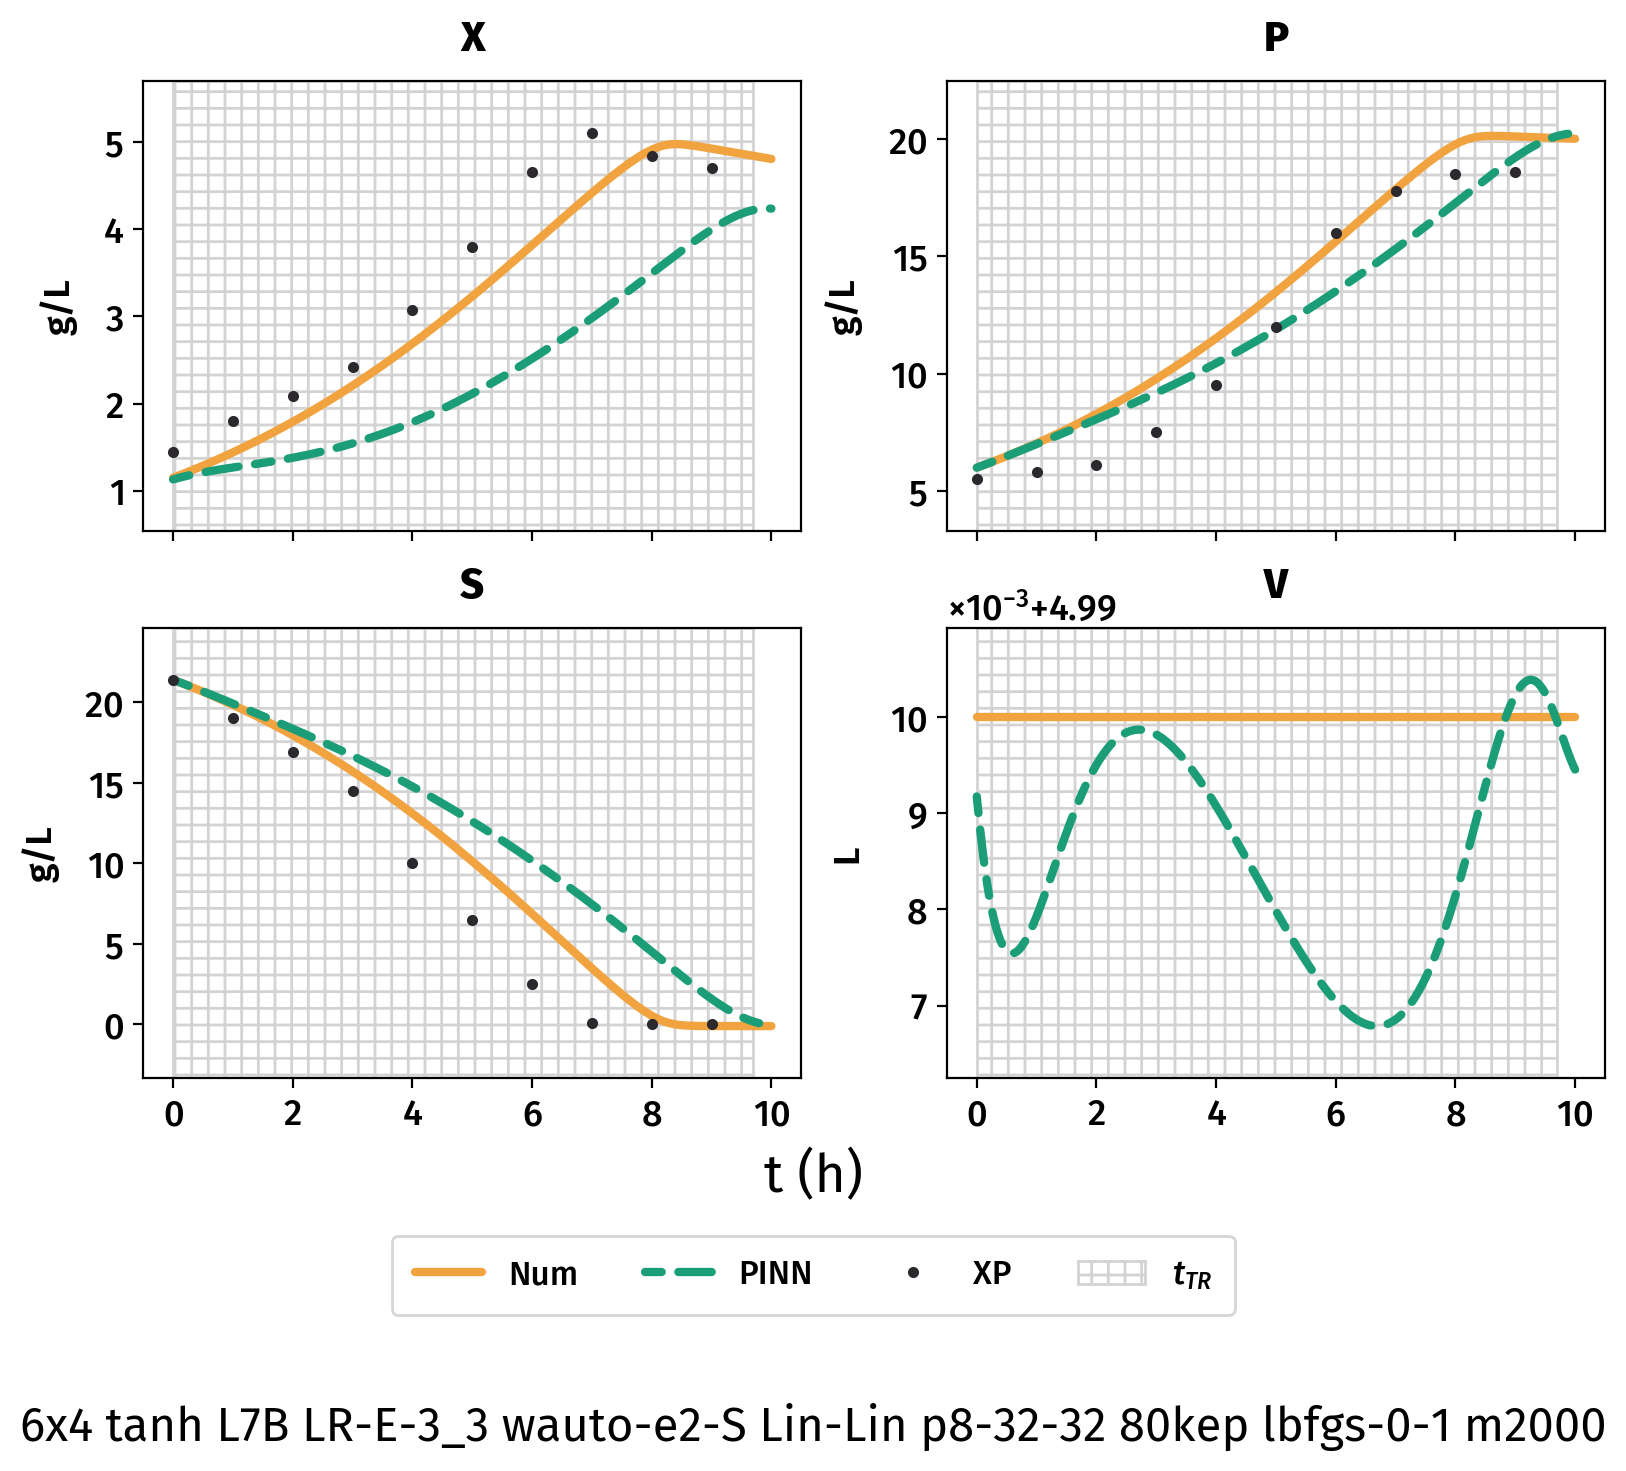 X
P
5
4
3
2
1
g/L
20
15
10
5
g/L
S
V
×10⁻³+4.99
20
15
10
5
0
g/L
10
9
8
7
L
0 2 4 6 8 10
0 2 4 6 8 10
t (h)
Num PINN XP t_TR
6x4 tanh L7B LR-E-3_3 wauto-e2-S Lin-Lin p8-32-32 80kep lbfgs-0-1 m2000